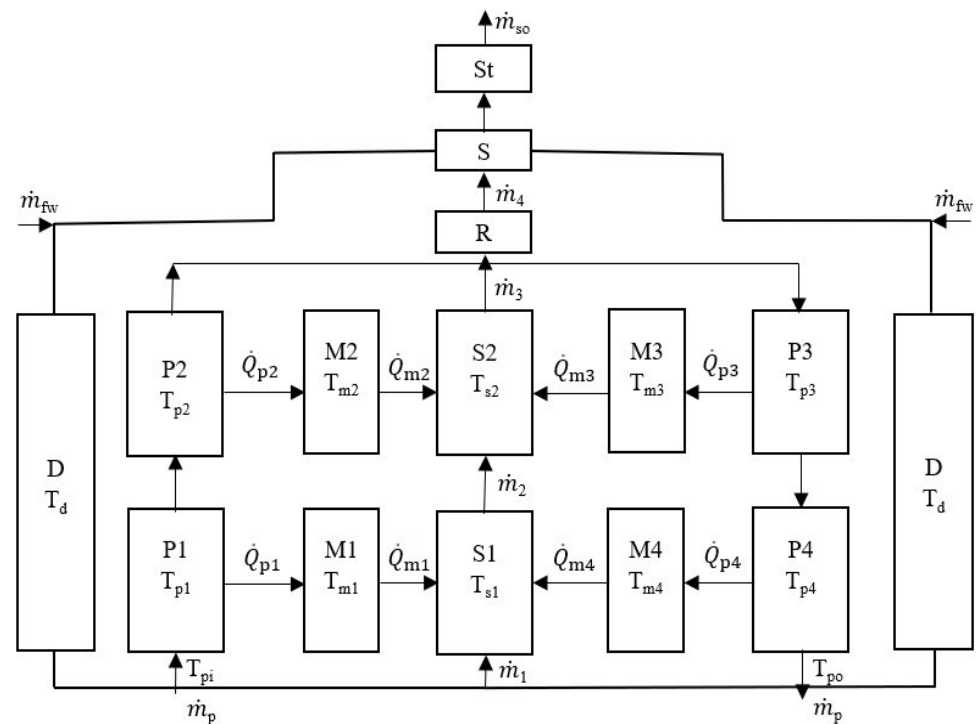 ṁso
St
S
ṁfw
ṁ4
ṁfw
R
ṁ3
P2
Tp2
Q̇p2
M2
Tm2
Q̇m2
S2
Ts2
Q̇m3
M3
Tm3
Q̇p3
P3
Tp3
D
Td
D
Td
ṁ2
P1
Tp1
Q̇p1
M1
Tm1
Q̇m1
S1
Ts1
Q̇m4
M4
Tm4
Q̇p4
P4
Tp4
Tpi
ṁ1
Tpo
ṁp
ṁp